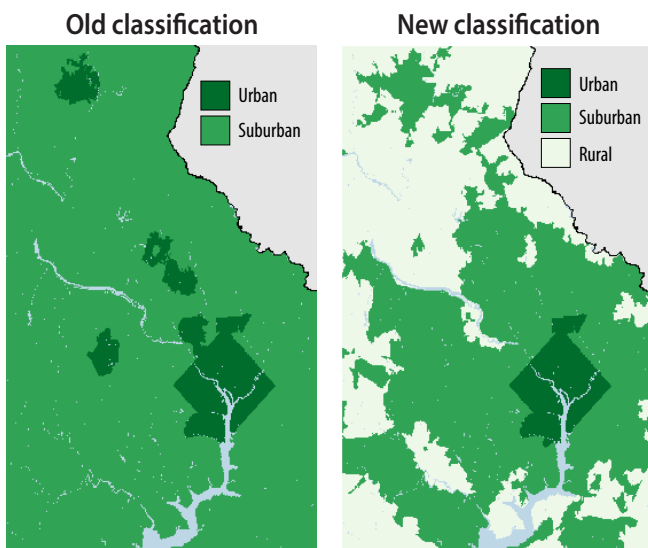 Old classification
Urban
Suburban
New classification
Urban
Suburban
Rural